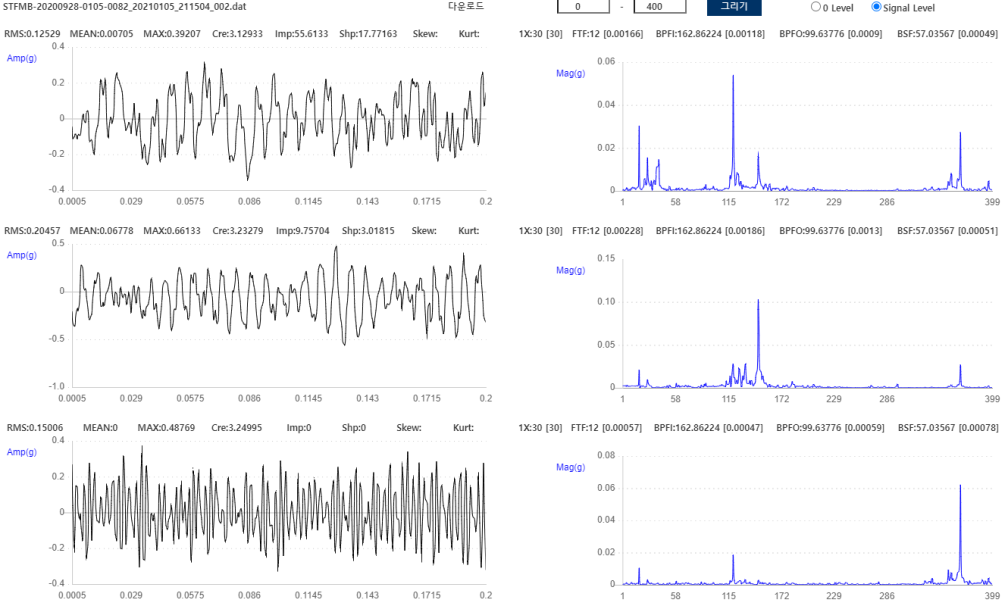 STFMB-20200928-0105-0082_20210105_211504_002.dat 다운로드 0 - 400 그리기 0 Level Signal Level
RMS:0.12529 MEAN:0.00705 MAX:0.39207 Cre:3.12933 Imp:55.6133 Shp:17.77163 Skew: Kurt:
Amp(g)
0.4
0.2
0
-0.2
-0.4
0.0005 0.029 0.0575 0.086 0.1145 0.143 0.1715 0.2
1X:30 [30] FTF:12 [0.00166] BPFI:162.86224 [0.00118] BPFO:99.63776 [0.0009] BSF:57.03567 [0.00049]
Mag(g)
0.06
0.04
0.02
0
1 58 115 172 229 286 399
RMS:0.20457 MEAN:0.06778 MAX:0.66133 Cre:3.23279 Imp:9.75704 Shp:3.01815 Skew: Kurt:
Amp(g)
0.5
0
-0.5
-1.0
0.0005 0.029 0.0575 0.086 0.1145 0.143 0.1715 0.2
1X:30 [30] FTF:12 [0.00228] BPFI:162.86224 [0.00186] BPFO:99.63776 [0.0013] BSF:57.03567 [0.00051]
Mag(g)
0.15
0.10
0.05
0
1 58 115 172 229 286 399
RMS:0.15006 MEAN:0 MAX:0.48769 Cre:3.24995 Imp:0 Shp:0 Skew: Kurt:
Amp(g)
0.4
0.2
0
-0.2
-0.4
0.0005 0.029 0.0575 0.086 0.1145 0.143 0.1715 0.2
1X:30 [30] FTF:12 [0.00057] BPFI:162.86224 [0.00047] BPFO:99.63776 [0.00059] BSF:57.03567 [0.00078]
Mag(g)
0.08
0.06
0.04
0.02
0
1 58 115 172 229 286 399